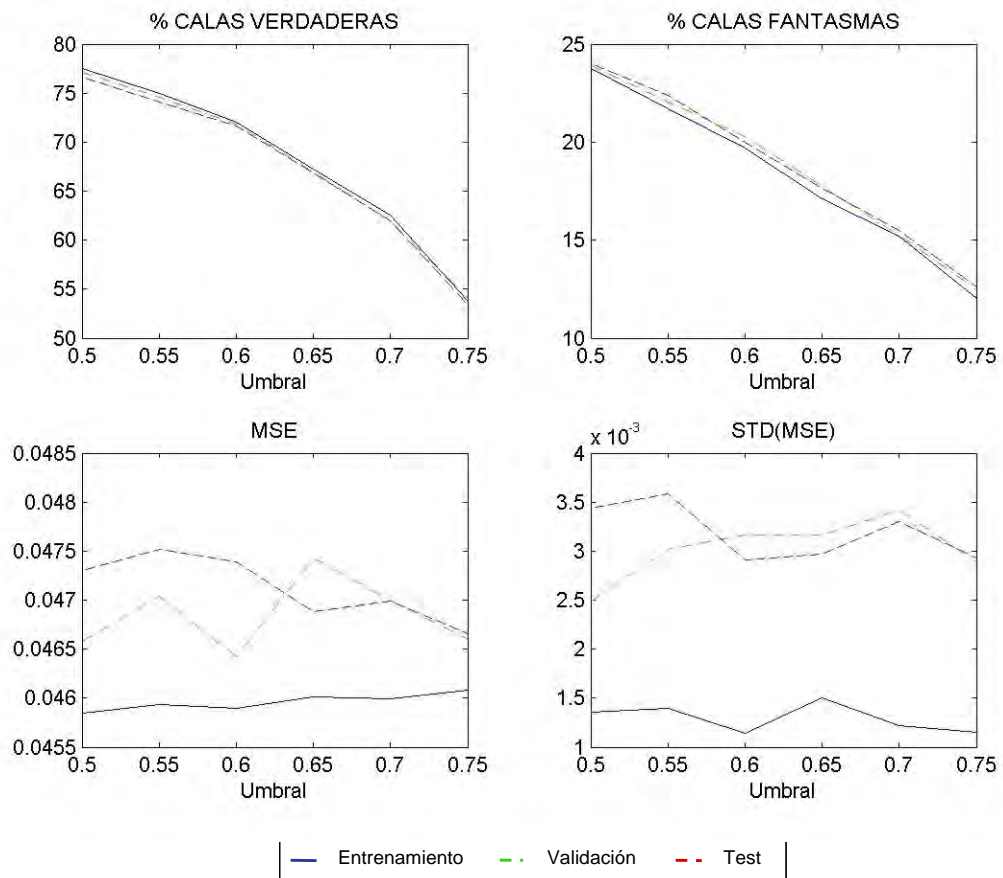 % CALAS VERDADERAS
80
75
70
65
60
55
50
0.5 0.55 0.6 0.65 0.7 0.75
Umbral
% CALAS FANTASMAS
25
20
15
10
0.5 0.55 0.6 0.65 0.7 0.75
Umbral
MSE
0.0485
0.048
0.0475
0.047
0.0465
0.046
0.0455
0.5 0.55 0.6 0.65 0.7 0.75
Umbral
x 10⁻³
STD(MSE)
4
3.5
3
2.5
2
1.5
1
0.5 0.55 0.6 0.65 0.7 0.75
Umbral
Entrenamiento Validación Test